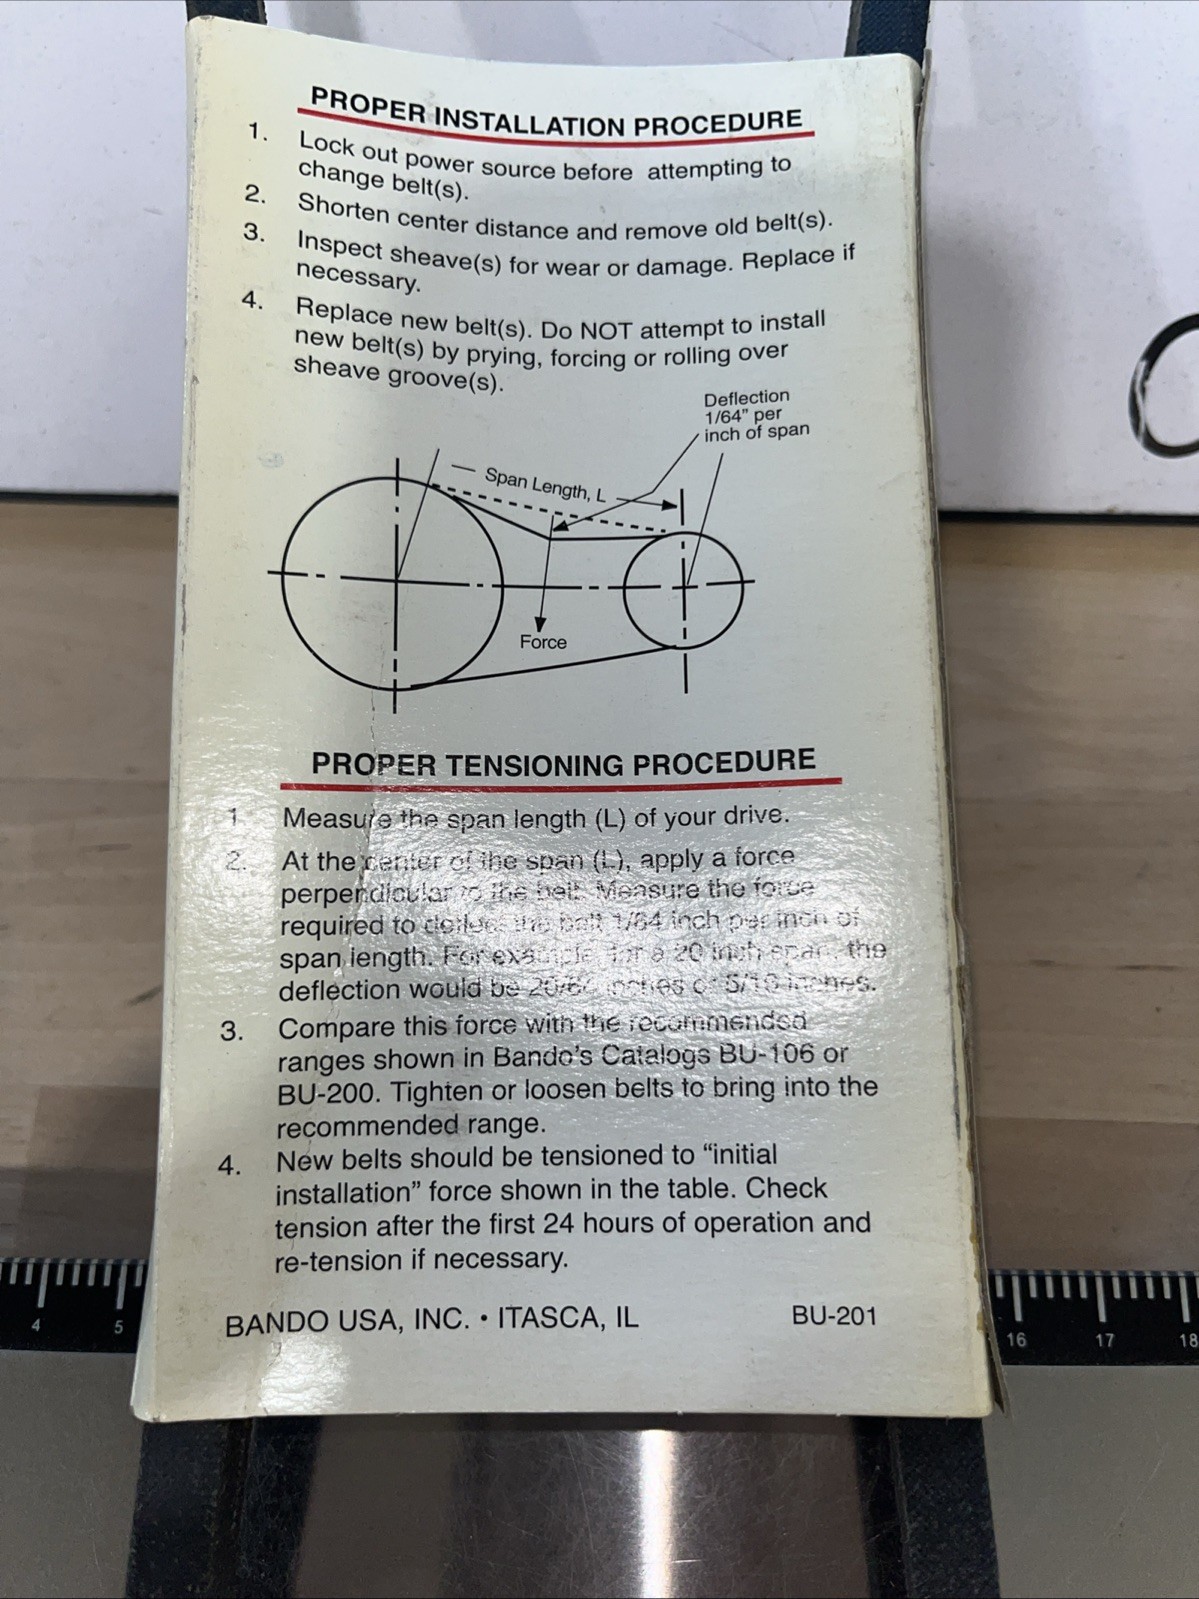 PROPER INSTALLATION PROCEDURE
1. Lock out power source before attempting to
change belt(s).
2. Shorten center distance and remove old belt(s).
3. Inspect sheave(s) for wear or damage. Replace if
necessary.
4. Replace new belt(s). Do NOT attempt to install
new belt(s) by prying, forcing or rolling over
sheave groove(s).
Deflection
1/64" per
inch of span
Span Length, L
Force
PROPER TENSIONING PROCEDURE
1. Measure the span length (L) of your drive.
2. At the center of the span (L), apply a force
perpendicular to the belt. Measure the force
required to deflect the belt 1/64 inch per inch of
span length. For example, for a 20 inch span, the
deflection would be 20/64 inches or 5/16 inches.
3. Compare this force with the recommended
ranges shown in Bando's Catalogs BU-106 or
BU-200. Tighten or loosen belts to bring into the
recommended range.
4. New belts should be tensioned to “initial
installation” force shown in the table. Check
tension after the first 24 hours of operation and
re-tension if necessary.
BANDO USA, INC. • ITASCA, IL BU-201
4 5 16 17 18